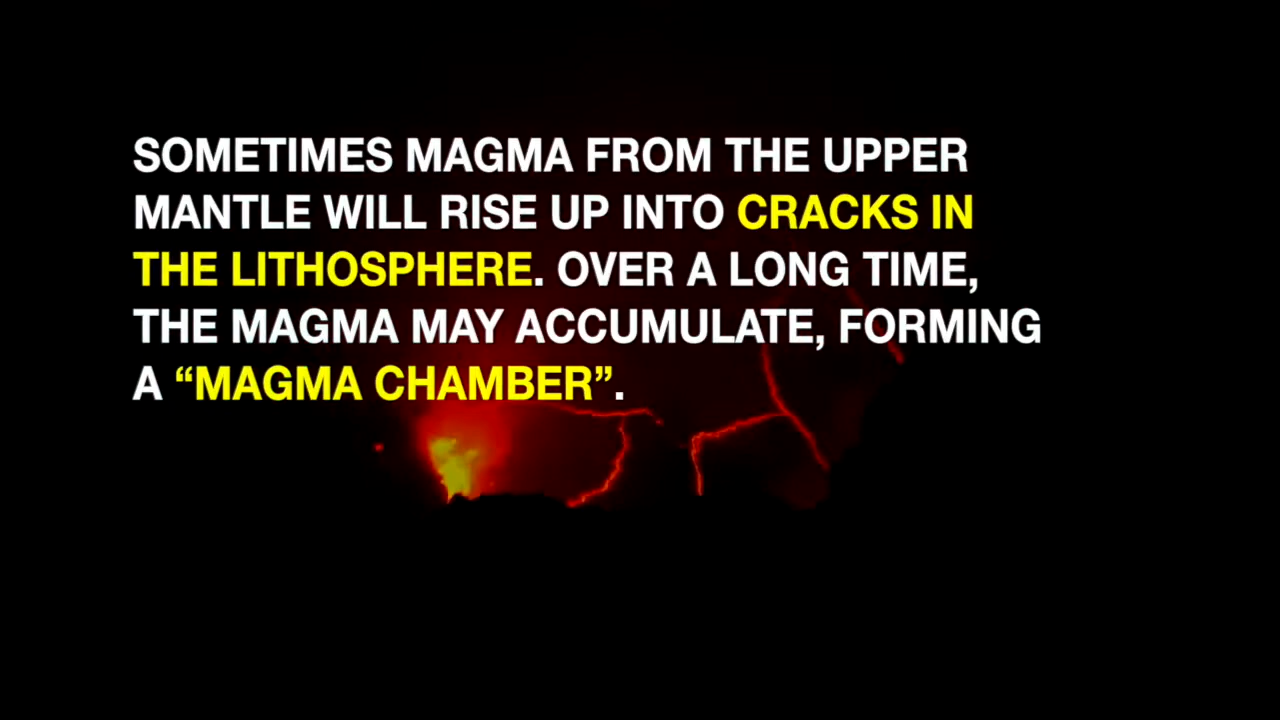 SOMETIMES MAGMA FROM THE UPPER
MANTLE WILL RISE UP INTO CRACKS IN
THE LITHOSPHERE. OVER A LONG TIME,
THE MAGMA MAY ACCUMULATE, FORMING
A “MAGMA CHAMBER”.